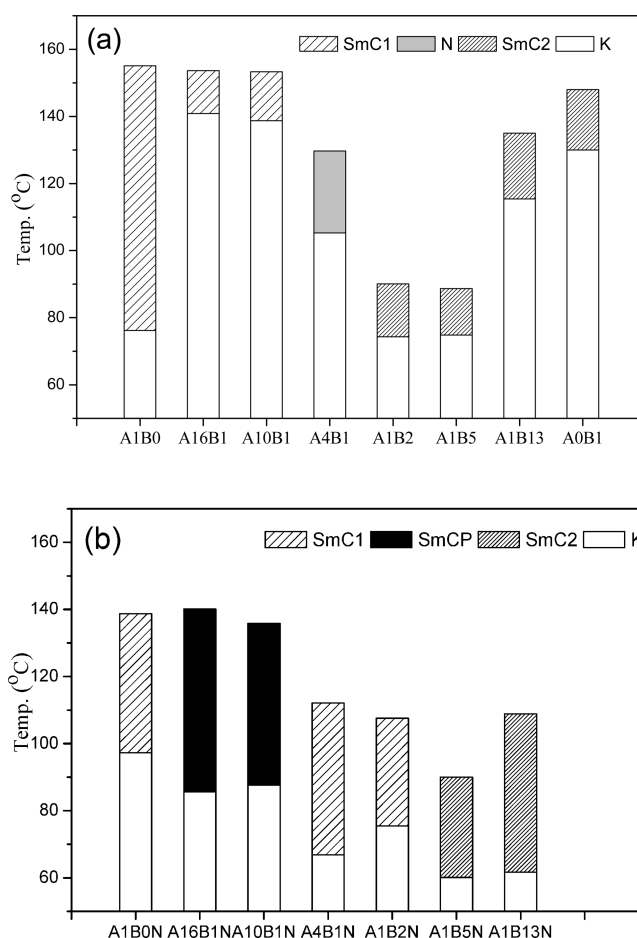 (a)
SmC1 N SmC2 K
160
140
120
100
80
60
Temp. (°C)
A1B0 A16B1 A10B1 A4B1 A1B2 A1B5 A1B13 A0B1
(b)
SmC1 SmCP SmC2 K
160
140
120
100
80
60
Temp. (°C)
A1B0N A16B1N A10B1N A4B1N A1B2N A1B5N A1B13N